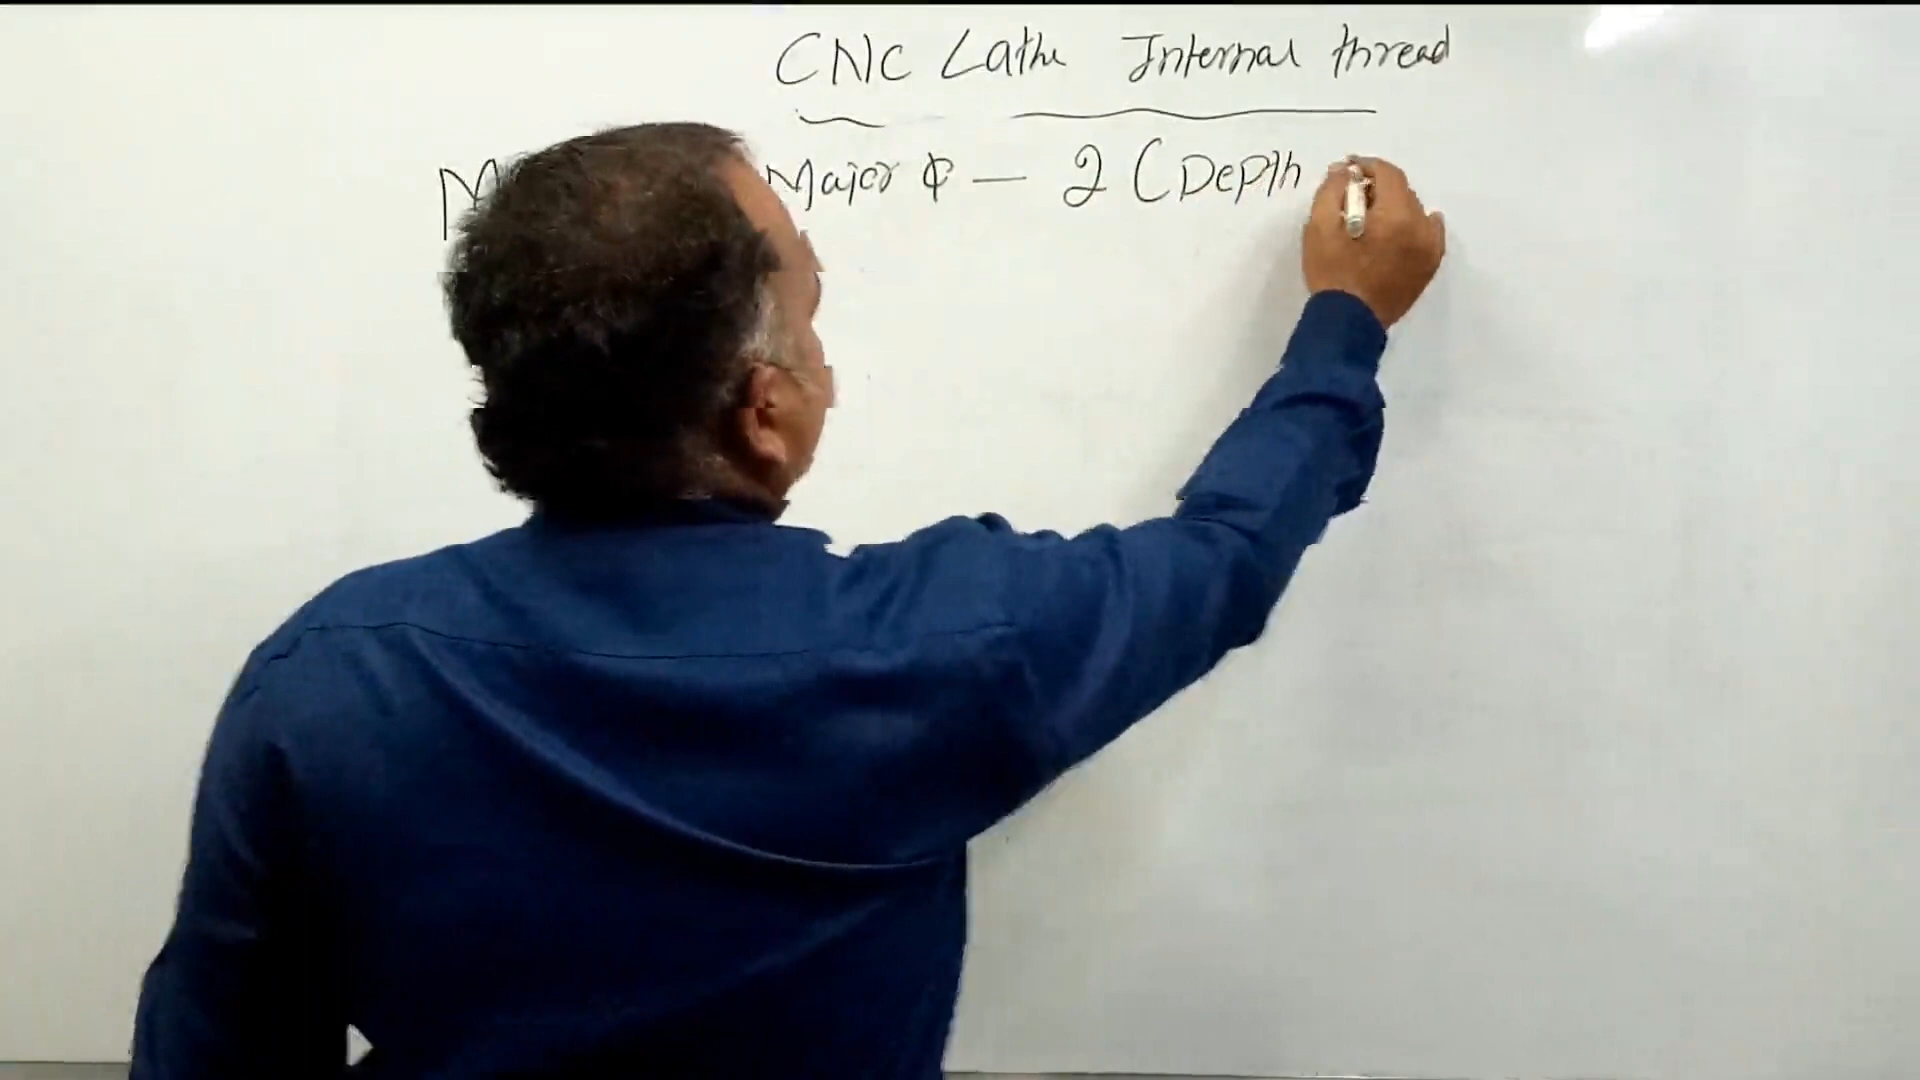 CNC Lathe Internal thread
Major φ — 2 (Depth